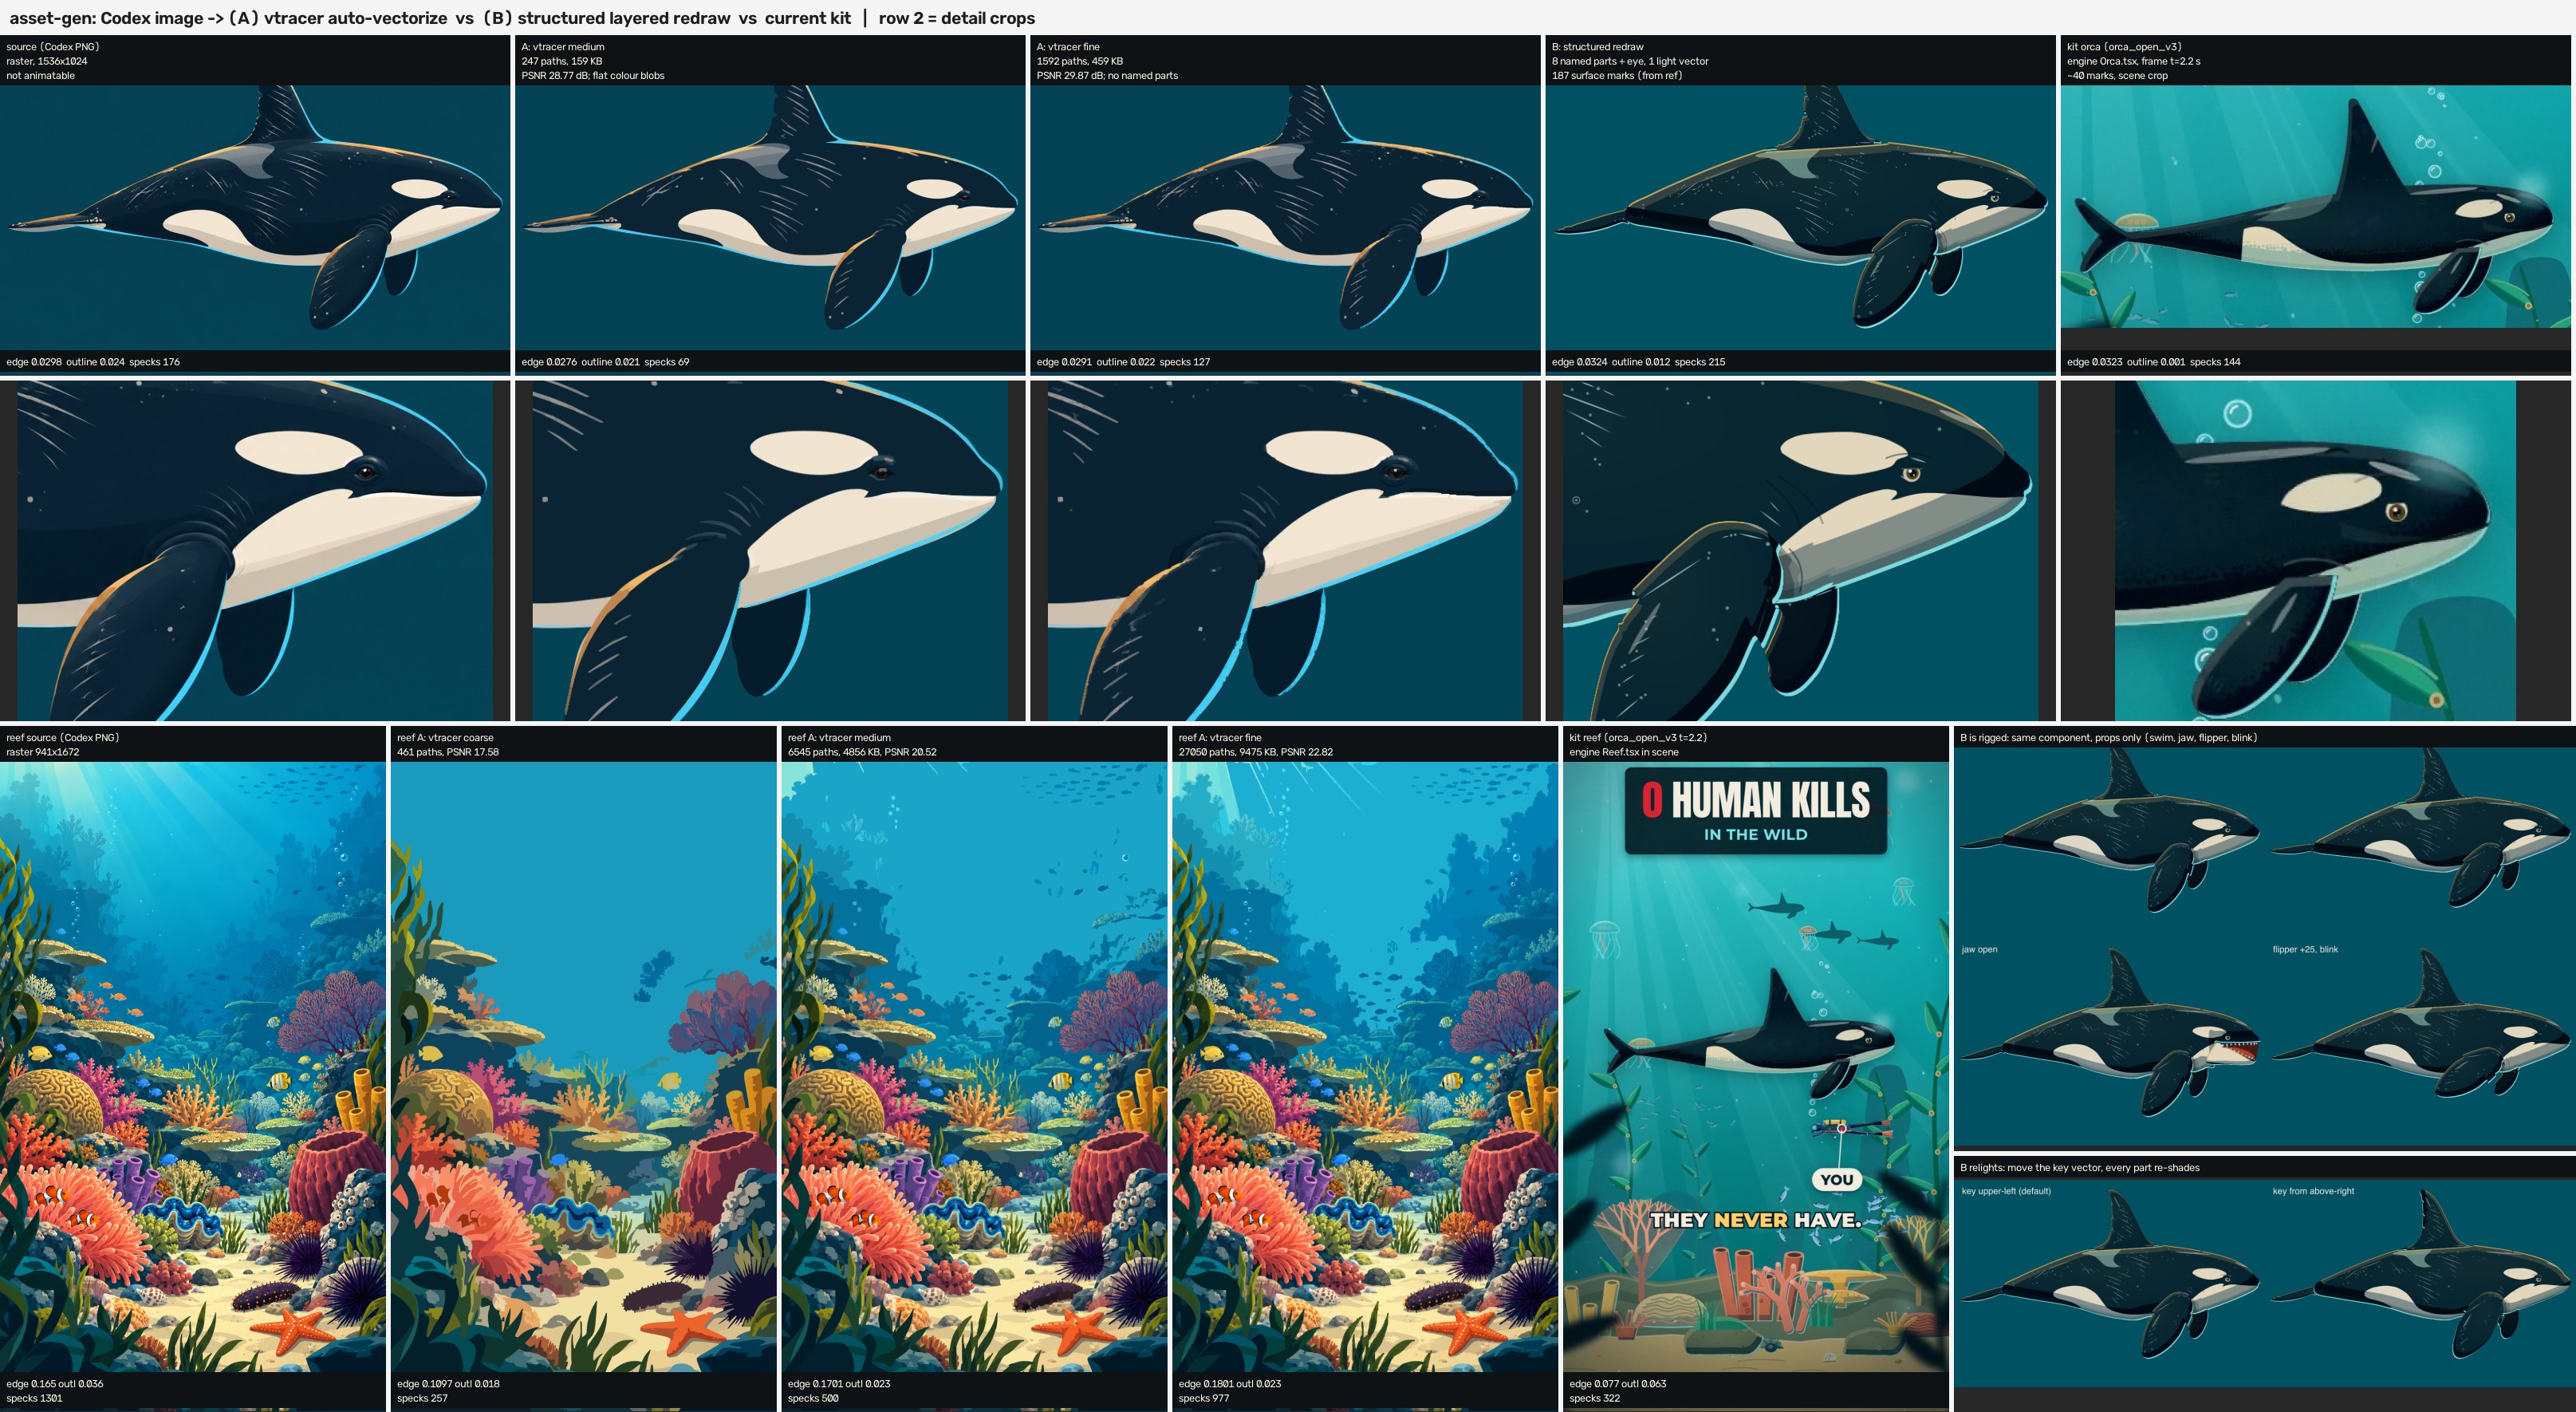 asset-gen: Codex image -> (A) vtracer auto-vectorize vs (B) structured layered redraw vs current kit | row 2 = detail crops
source (Codex PNG)
raster, 1536x1024
not animatable
A: vtracer medium
247 paths, 159 KB
PSNR 28.77 dB; flat colour blobs
A: vtracer fine
1592 paths, 459 KB
PSNR 29.87 dB; no named parts
B: structured redraw
8 named parts + eye, 1 light vector
187 surface marks (from ref)
kit orca (orca_open_v3)
engine Orca.tsx, frame t=2.2 s
~40 marks, scene crop
edge 0.0298 outline 0.024 specks 176
edge 0.0276 outline 0.021 specks 69
edge 0.0291 outline 0.022 specks 127
edge 0.0324 outline 0.012 specks 215
edge 0.0323 outline 0.001 specks 144
reef source (Codex PNG)
raster 941x1672
reef A: vtracer coarse
461 paths, PSNR 17.58
reef A: vtracer medium
6545 paths, 4856 KB, PSNR 20.52
reef A: vtracer fine
27050 paths, 9475 KB, PSNR 22.82
kit reef (orca_open_v3 t=2.2)
engine Reef.tsx in scene
0 HUMAN KILLS
IN THE WILD
YOU
THEY NEVER HAVE.
B is rigged: same component, props only (swim, jaw, flipper, blink)
jaw open
flipper +25, blink
B relights: move the key vector, every part re-shades
key upper-left (default)
key from above-right
edge 0.165 outl 0.036
specks 1301
edge 0.1097 outl 0.018
specks 257
edge 0.1701 outl 0.023
specks 500
edge 0.1801 outl 0.023
specks 977
edge 0.077 outl 0.063
specks 322